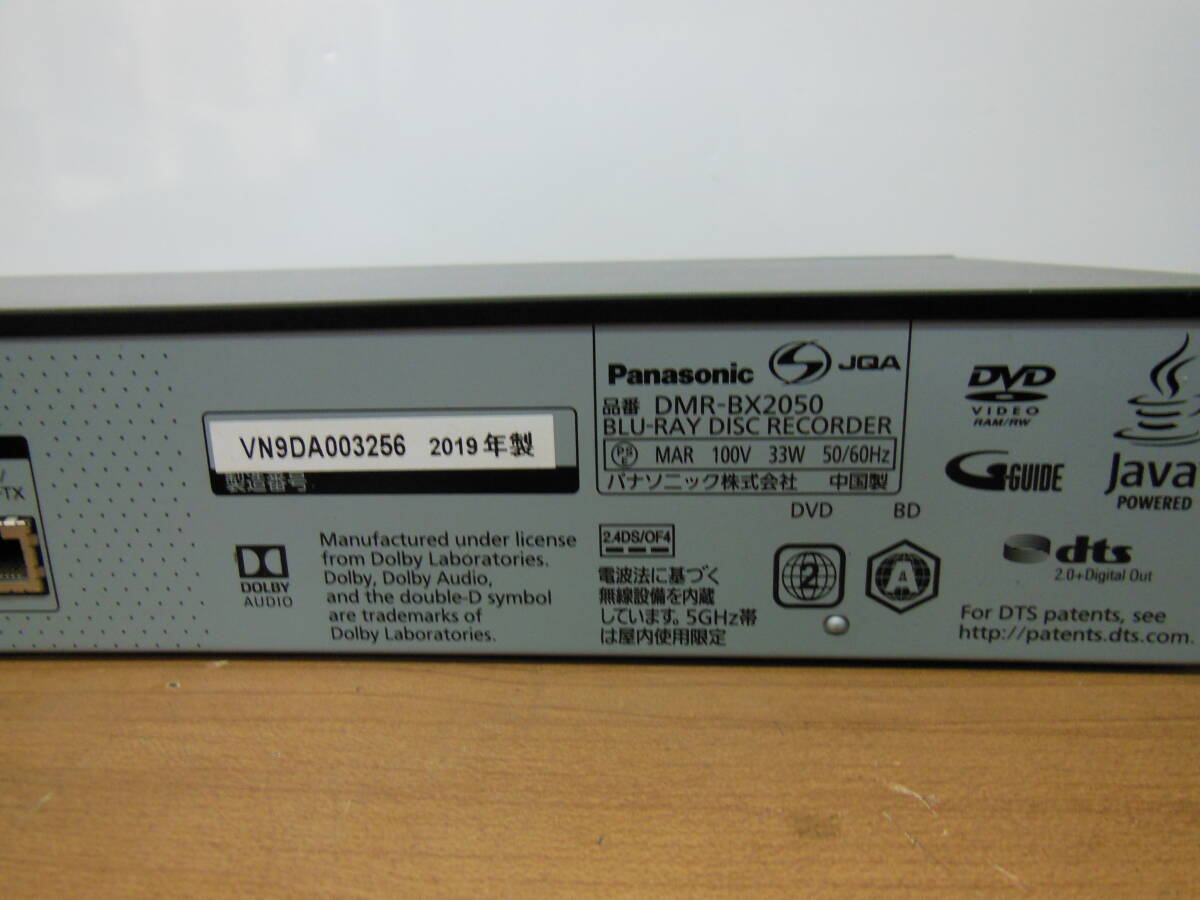 /
-TX
VN9DA003256 2019年製
製造番号
Manufactured under license
from Dolby Laboratories.
Dolby, Dolby Audio,
and the double-D symbol
are trademarks of
Dolby Laboratories.
DOLBY
AUDIO
Panasonic JQA
品番 DMR-BX2050
BLU-RAY DISC RECORDER
PSE MAR 100V 33W 50/60Hz
パナソニック株式会社 中国製
DVD BD
2.4DS/OF4
電波法に基づく
無線設備を内蔵
しています。5GHz帯
は屋内使用限定
2
A
DVD
VIDEO
RAM/RW
G-GUIDE
Java
POWERED
dts
2.0+Digital Out
For DTS patents, see
http://patents.dts.com.